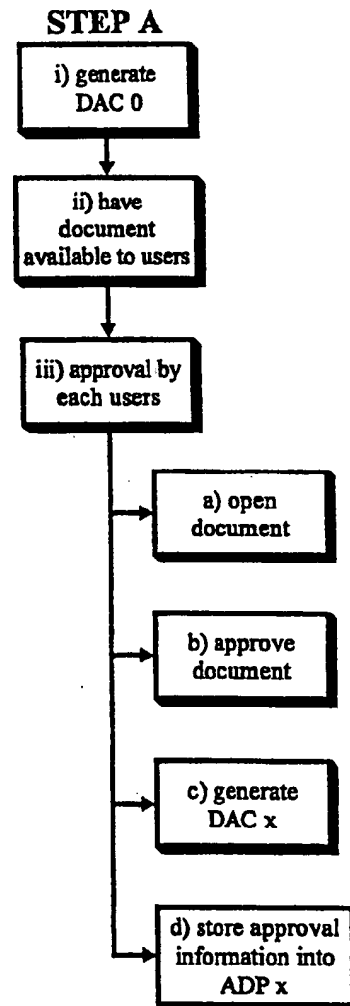 STEP A
i) generate
DAC 0
ii) have
document
available to users
iii) approval by
each users
a) open
document
b) approve
document
c) generate
DAC x
d) store approval
information into
ADP x